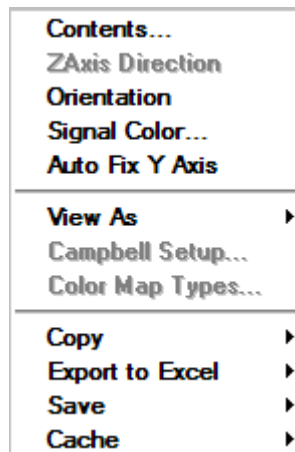 Contents...
ZAxis Direction
Orientation
Signal Color...
Auto Fix Y Axis
View As
Campbell Setup...
Color Map Types...
Copy
Export to Excel
Save
Cache